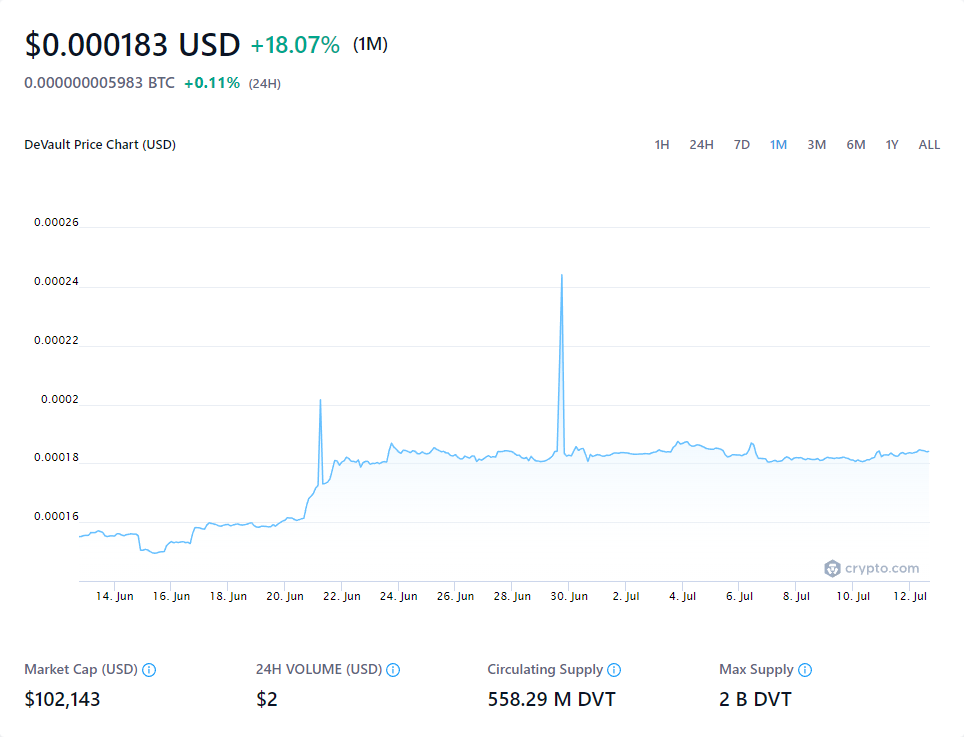 $0.000183 USD +18.07% (1M)
0.000000005983 BTC +0.11% (24H)
DeVault Price Chart (USD) 1H 24H 7D 1M 3M 6M 1Y ALL
0.00026
0.00024
0.00022
0.0002
0.00018
0.00016
crypto.com
14. Jun 16. Jun 18. Jun 20. Jun 22. Jun 24. Jun 26. Jun 28. Jun 30. Jun 2. Jul 4. Jul 6. Jul 8. Jul 10. Jul 12. Jul
Market Cap (USD) 24H VOLUME (USD) Circulating Supply Max Supply
$102,143 $2 558.29 M DVT 2 B DVT